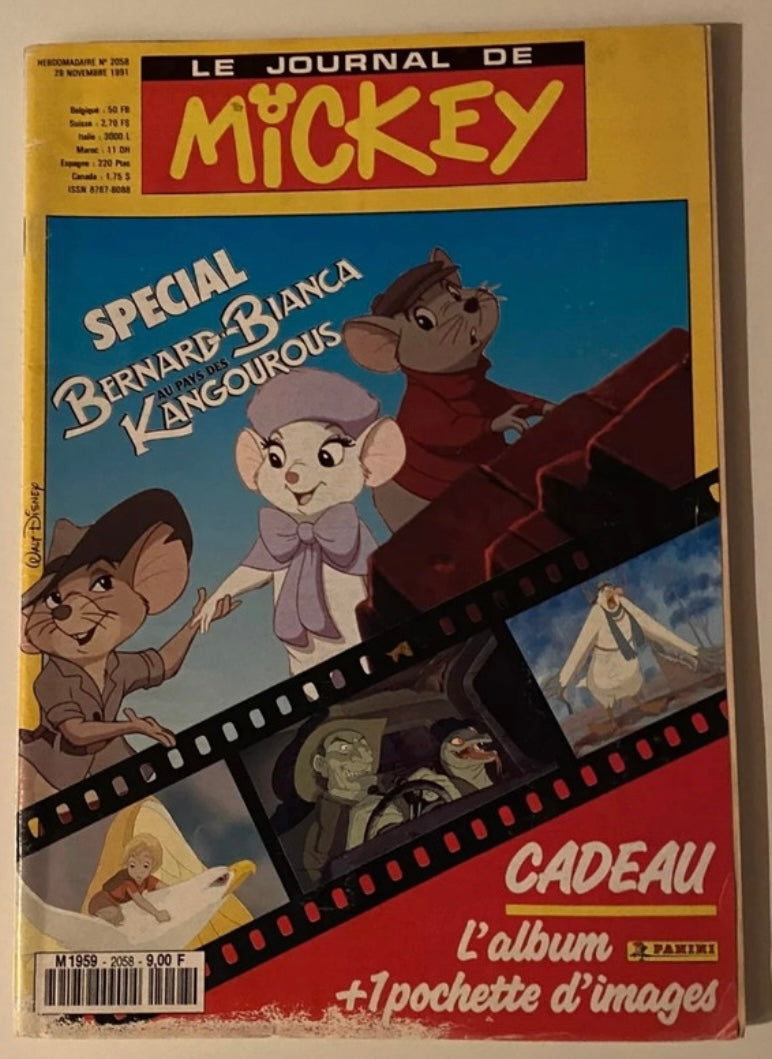 HEBDOMADAIRE N° 2058
29 NOVEMBRE 1991
Belgique : 50 FB
Suisse : 2,70 FS
Italie : 3000 L
Maroc : 11 DH
Espagne : 220 Ptas
Canada : 1.75 $
ISSN 8767-8088
LE JOURNAL DE
MiCKEY
SPECIAL
BERNARD ET BIANCA
AU PAYS DES
KANGOUROUS
WALT DISNEY
CADEAU
L'album PANINI
+1 pochette d'images
M 1959 - 2058 - 9,00 F